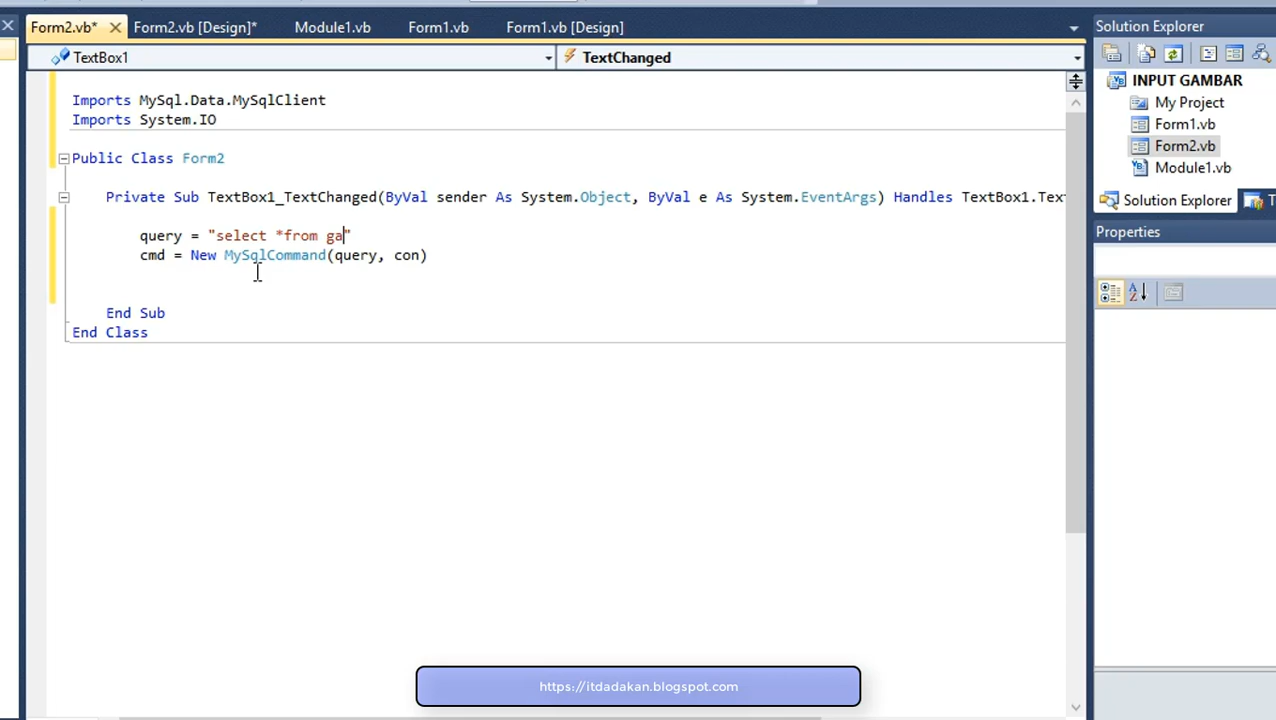 Form2.vb* Form2.vb [Design]* Module1.vb Form1.vb Form1.vb [Design]
TextBox1 TextChanged
Imports MySql.Data.MySqlClient
Imports System.IO
Public Class Form2
Private Sub TextBox1_TextChanged(ByVal sender As System.Object, ByVal e As System.EventArgs) Handles TextBox1.Tex
query = "select *from ga"
cmd = New MySqlCommand(query, con)
End Sub
End Class
Solution Explorer
INPUT GAMBAR
My Project
Form1.vb
Form2.vb
Module1.vb
Solution Explorer T
Properties
https://itdadakan.blogspot.com